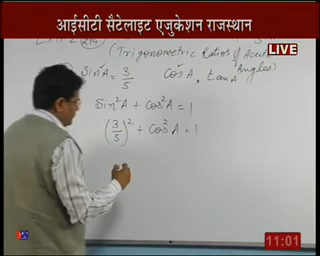 आईसीटी सैटेलाइट एजुकेशन राजस्थान
LIVE
(Trigonometric Ratios of Acute Angles)
Sin A = 3/5 Cos A, tan A
Sin²A + Cos²A = 1
(3/5)² + Cos²A = 1
11:01